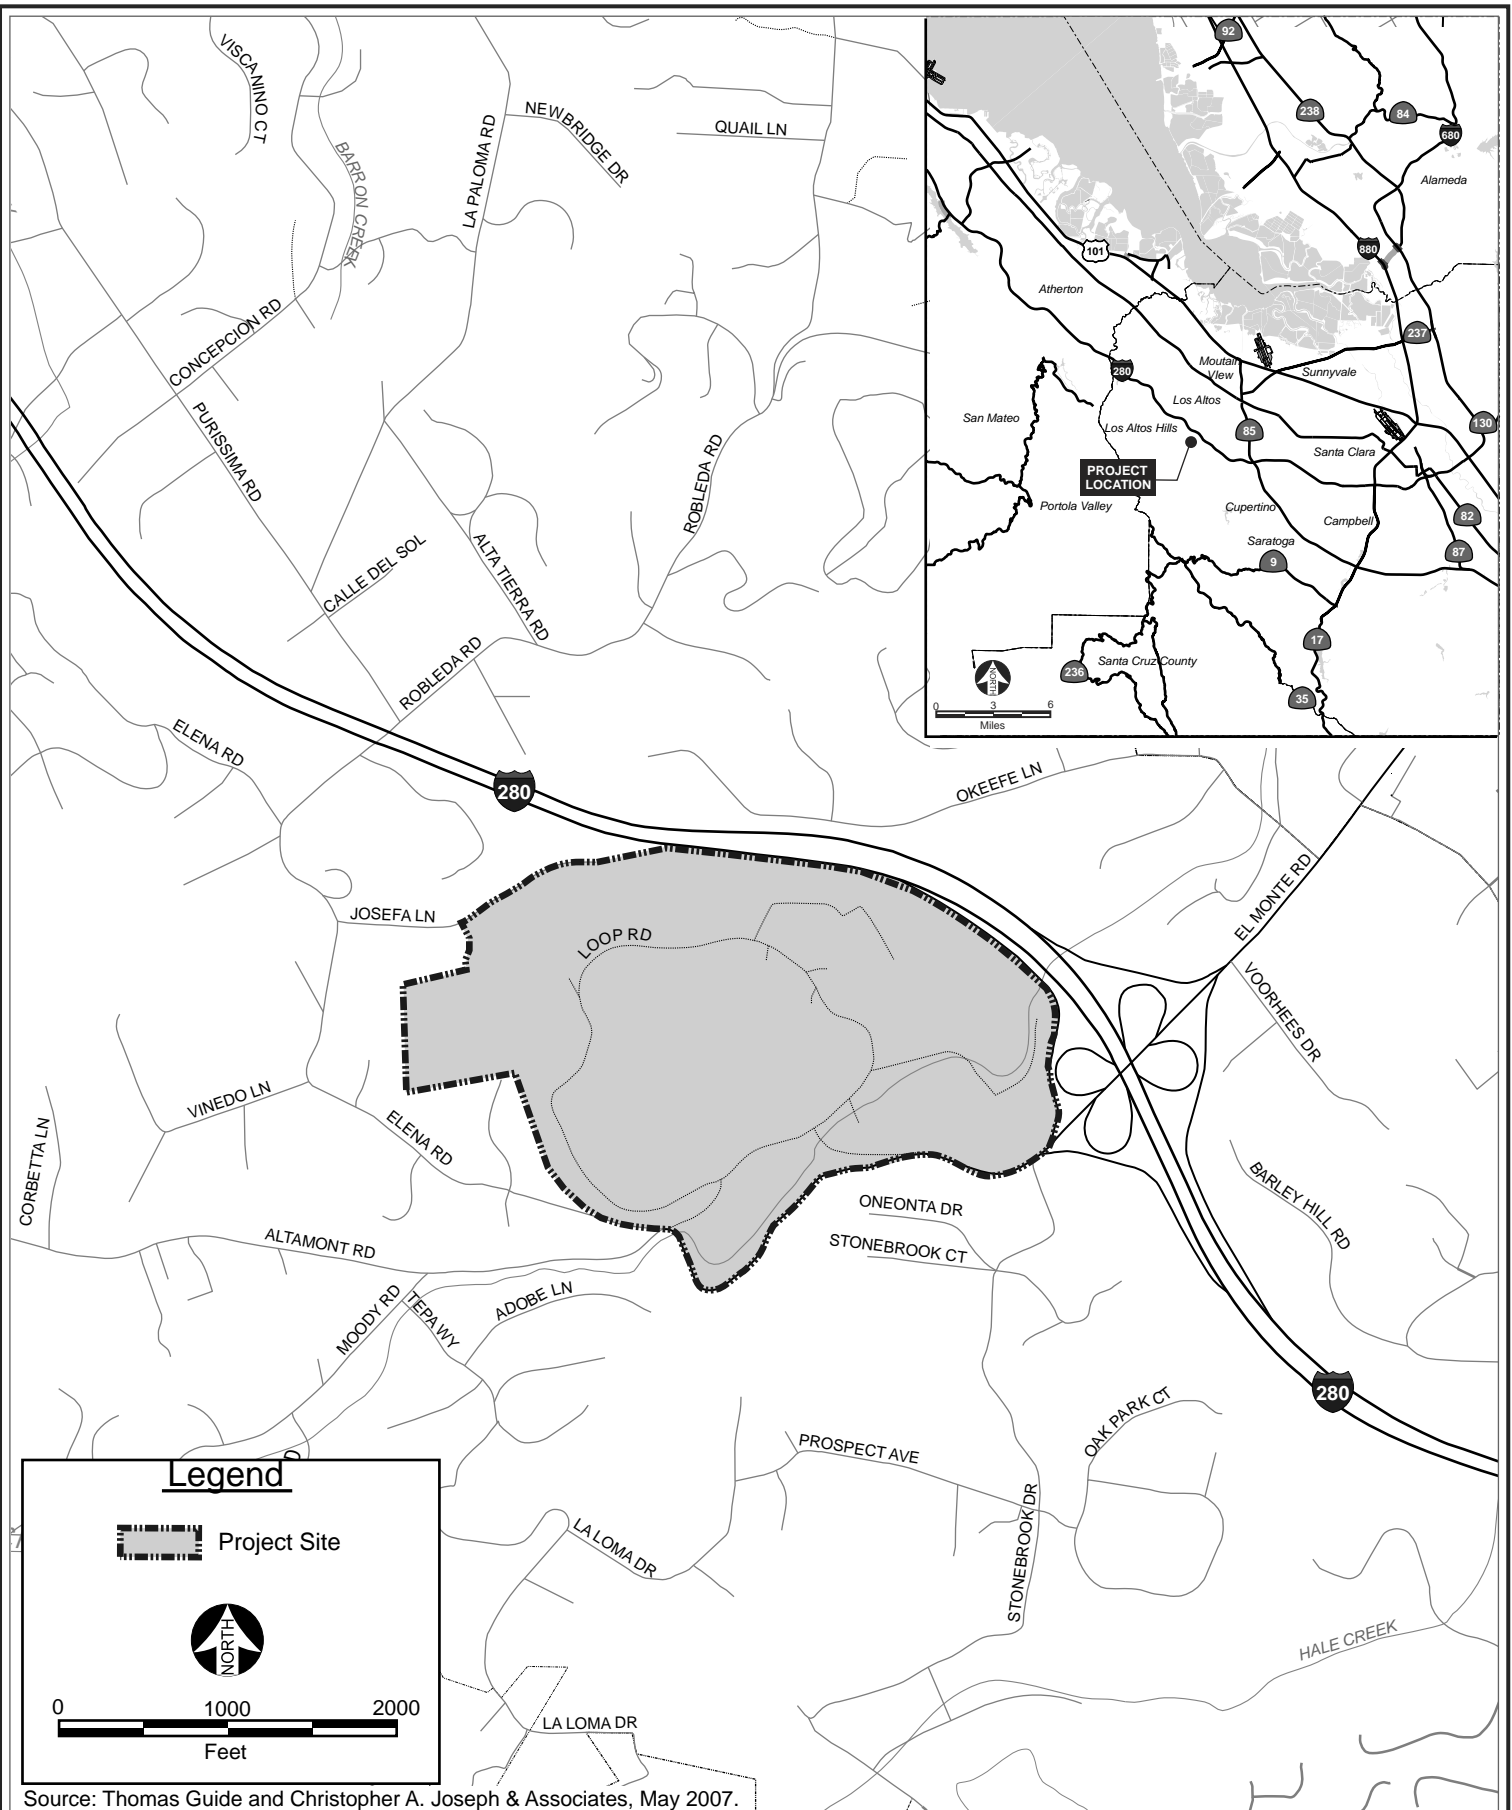 VISCANINO CT
BARRON CREEK
LA PALOMA RD
NEWBRIDGE DR
QUAIL LN
CONCEPCION RD
PURISSIMA RD
ROBLEDA RD
CALLE DEL SOL
ALTA TIERRA RD
ROBLEDA RD
ELENA RD
280
OKEEFE LN
EL MONTE RD
JOSEFA LN
LOOP RD
VOORHEES DR
VINEDO LN
ELENA RD
CORBETTA LN
ALTAMONT RD
ONEONTA DR
STONEBROOK CT
BARLEY HILL RD
MOODY RD
TEPA WY
ADOBE LN
280
OAK PARK CT
PROSPECT AVE
STONEBROOK DR
LA LOMA DR
HALE CREEK
LA LOMA DR
92
238
84
680
Alameda
101
880
Atherton
237
Moutain
VIew
Sunnyvale
280
Los Altos
San Mateo
Los Altos Hills
85
130
Santa Clara
PROJECT
LOCATION
Portola Valley
Cupertino
Campbell
82
Saratoga
87
9
17
Santa Cruz County
236
35
NORTH
0 3 6
Miles
D
Legend
Project Site
NORTH
0 1000 2000
Feet
Source: Thomas Guide and Christopher A. Joseph & Associates, May 2007.